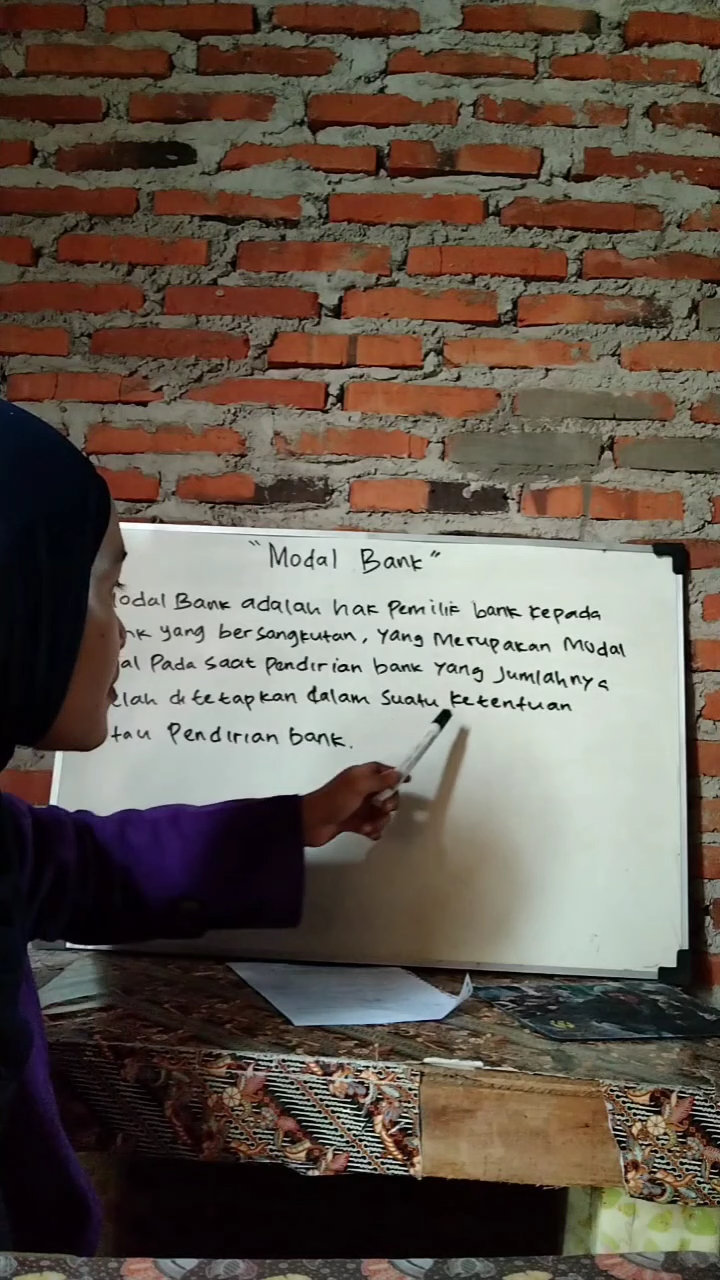 "Modal Bank"
odal Bank adalah hak Pemilik bank kepada
nk yang bersangkutan, yang Merupakan Modal
al Pada saat Pendirian bank yang jumlahnya
elah ditetapkan dalam suatu ketentuan
tau Pendirian bank.